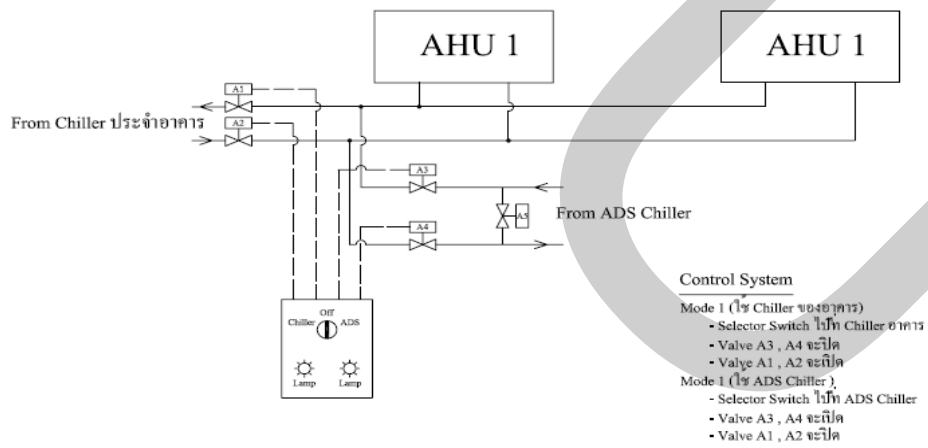 AHU 1
AHU 1
A1
From Chiller ประจำอาคาร
A2
A3
A5
From ADS Chiller
A4
Off
Chiller
ADS
Lamp
Lamp
Control System
Mode 1 (ใช้ Chiller ของอาคาร)
- Selector Switch ไปที่ Chiller อาคาร
- Valve A3 , A4 จะปิด
- Valve A1 , A2 จะเปิด
Mode 1 (ใช้ ADS Chiller )
- Selector Switch ไปที่ ADS Chiller
- Valve A3 , A4 จะเปิด
- Valve A1 , A2 จะปิด